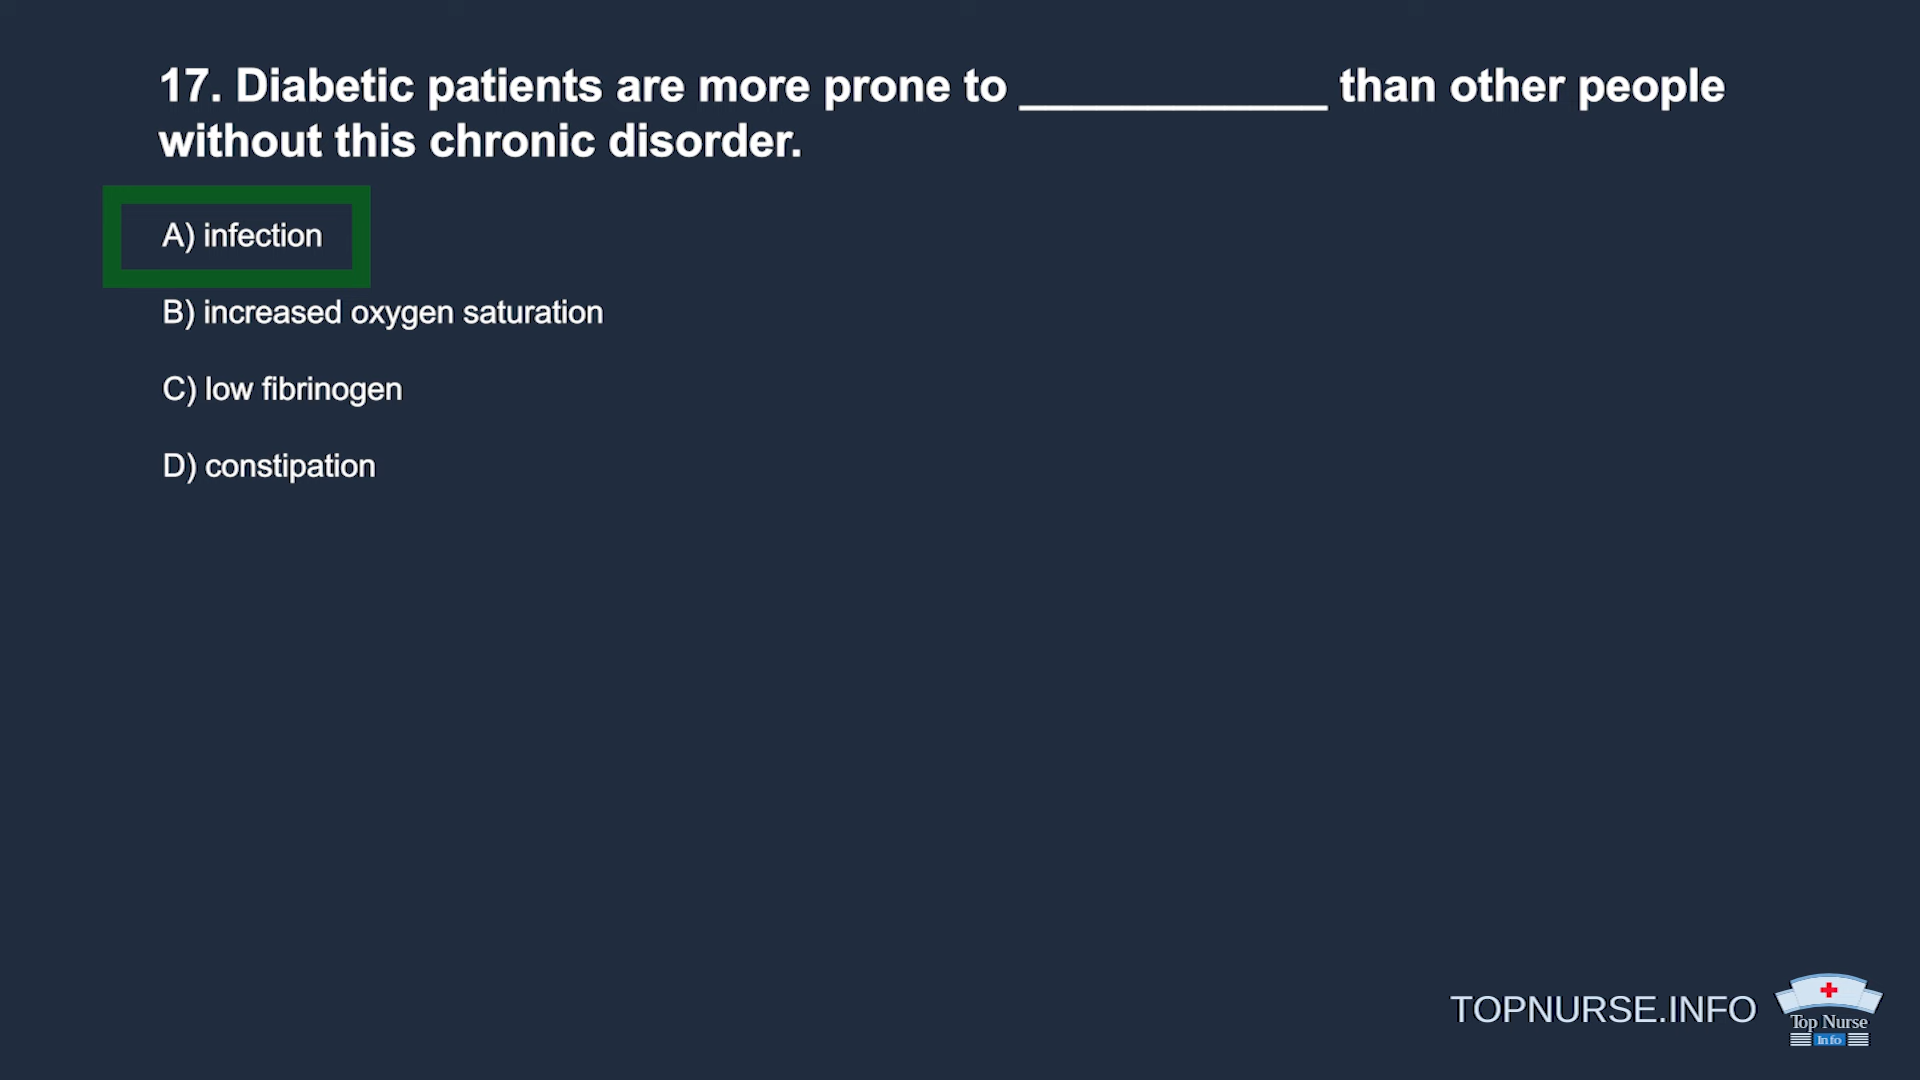 17. Diabetic patients are more prone to ____________ than other people
without this chronic disorder.
A) infection
B) increased oxygen saturation
C) low fibrinogen
D) constipation
TOPNURSE.INFO
Top Nurse
Info